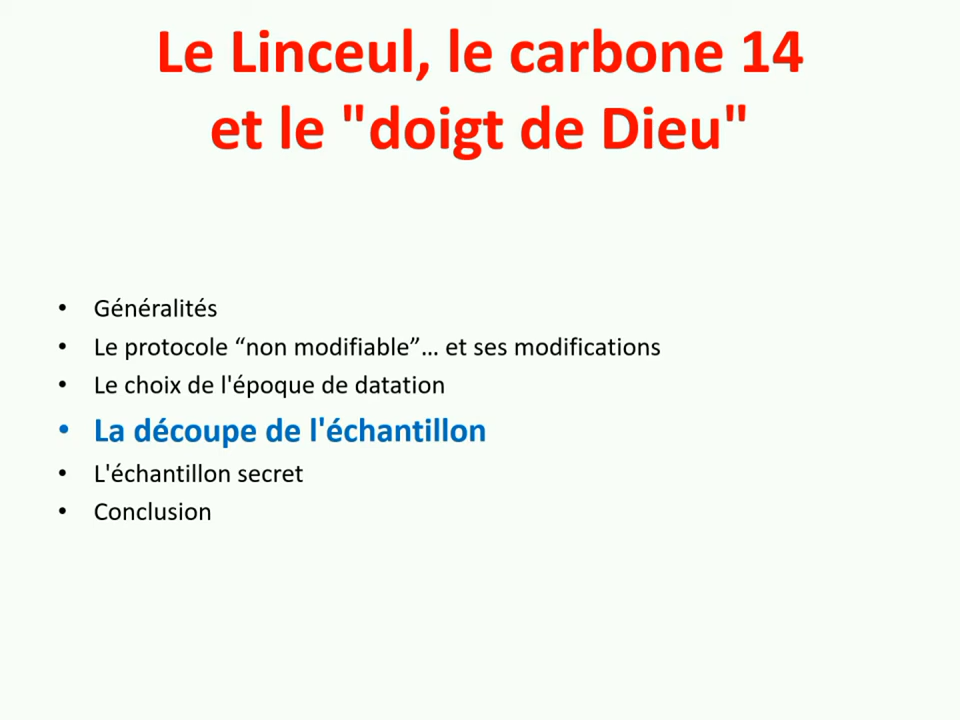 Le Linceul, le carbone 14
et le "doigt de Dieu"
• Généralités
• Le protocole “non modifiable”… et ses modifications
• Le choix de l'époque de datation
• La découpe de l'échantillon
• L'échantillon secret
• Conclusion